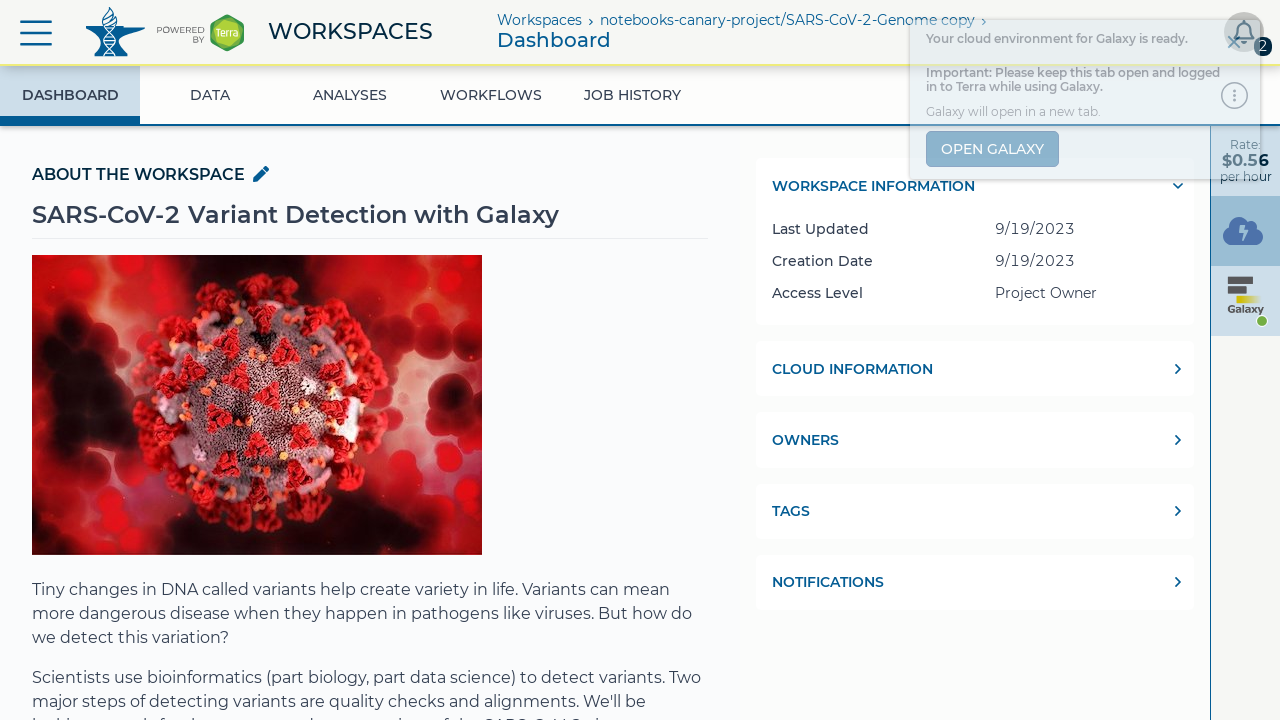 POWERED
BY
Terra
WORKSPACES
Workspaces › notebooks-canary-project/SARS-CoV-2-Genome copy ›
Dashboard
2
DASHBOARD
DATA
ANALYSES
WORKFLOWS
JOB HISTORY
Your cloud environment for Galaxy is ready.
Important: Please keep this tab open and logged
in to Terra while using Galaxy.
Galaxy will open in a new tab.
OPEN GALAXY
Rate:
$0.56
per hour
Galaxy
ABOUT THE WORKSPACE
SARS-CoV-2 Variant Detection with Galaxy
Tiny changes in DNA called variants help create variety in life. Variants can mean
more dangerous disease when they happen in pathogens like viruses. But how do
we detect this variation?
Scientists use bioinformatics (part biology, part data science) to detect variants. Two
major steps of detecting variants are quality checks and alignments. We'll be
WORKSPACE INFORMATION
Last Updated 9/19/2023
Creation Date 9/19/2023
Access Level Project Owner
CLOUD INFORMATION
OWNERS
TAGS
NOTIFICATIONS